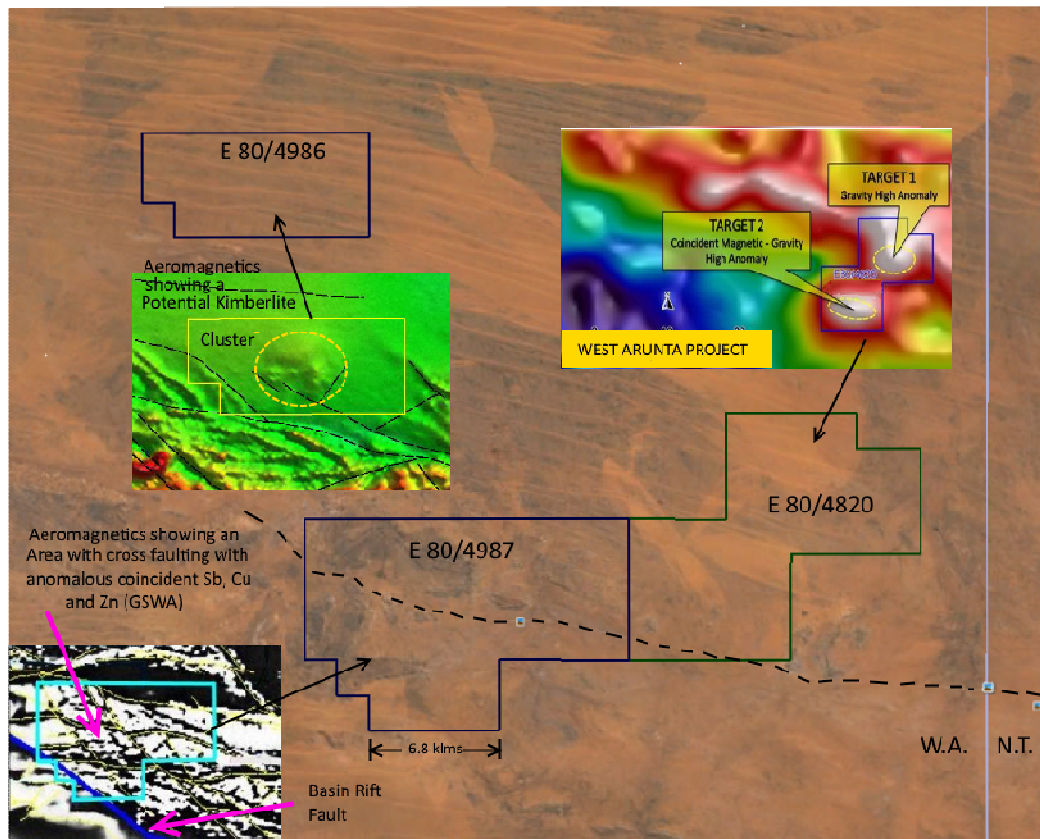 E 80/4986
TARGET 1
Gravity High Anomaly
TARGET 2
Coincident Magnetic - Gravity
High Anomaly
WEST ARUNTA PROJECT
Aeromagnetics
showing a
Potential Kimberlite
Cluster
E 80/4820
E 80/4987
Aeromagnetics showing an
Area with cross faulting with
anomalous coincident Sb, Cu
and Zn (GSWA)
6.8 klms
W.A.
N.T.
Basin Rift
Fault